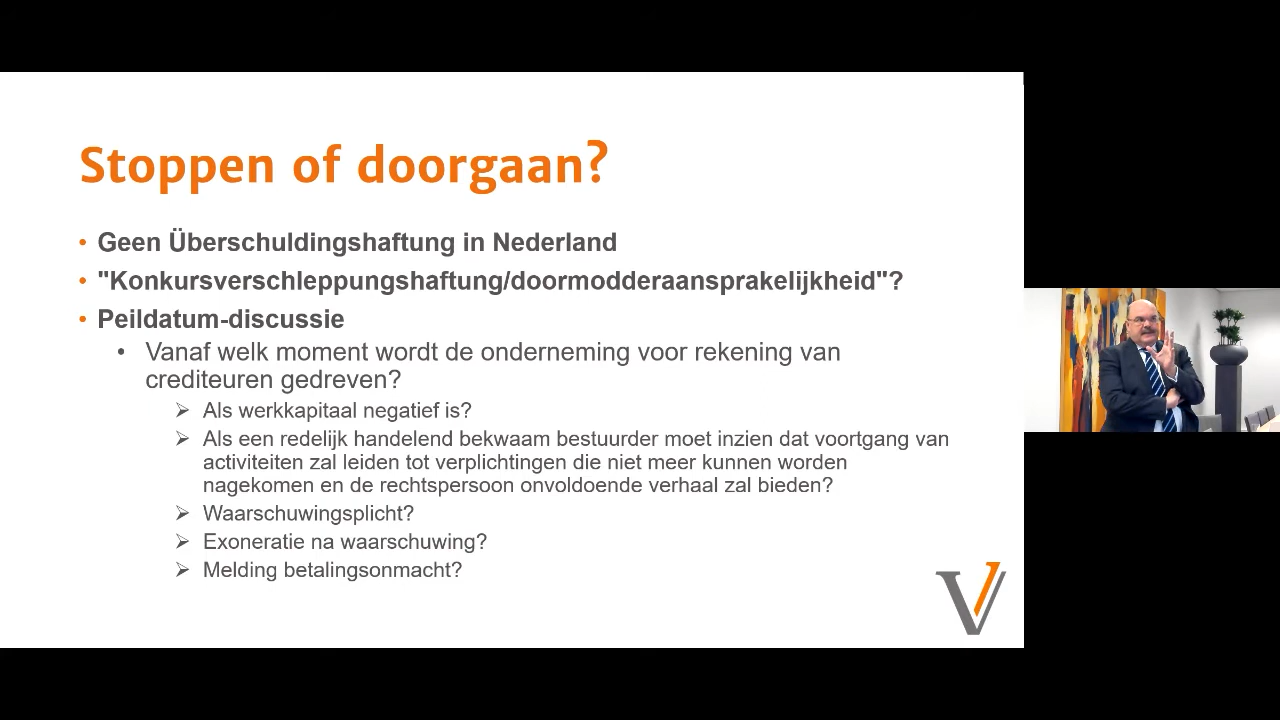 Stoppen of doorgaan?
• Geen Überschuldingshaftung in Nederland
• "Konkursverschleppungshaftung/doormodderaansprakelijkheid"?
• Peildatum-discussie
• Vanaf welk moment wordt de onderneming voor rekening van
crediteuren gedreven?
➢ Als werkkapitaal negatief is?
➢ Als een redelijk handelend bekwaam bestuurder moet inzien dat voortgang van
activiteiten zal leiden tot verplichtingen die niet meer kunnen worden
nagekomen en de rechtspersoon onvoldoende verhaal zal bieden?
➢ Waarschuwingsplicht?
➢ Exoneratie na waarschuwing?
➢ Melding betalingsonmacht?